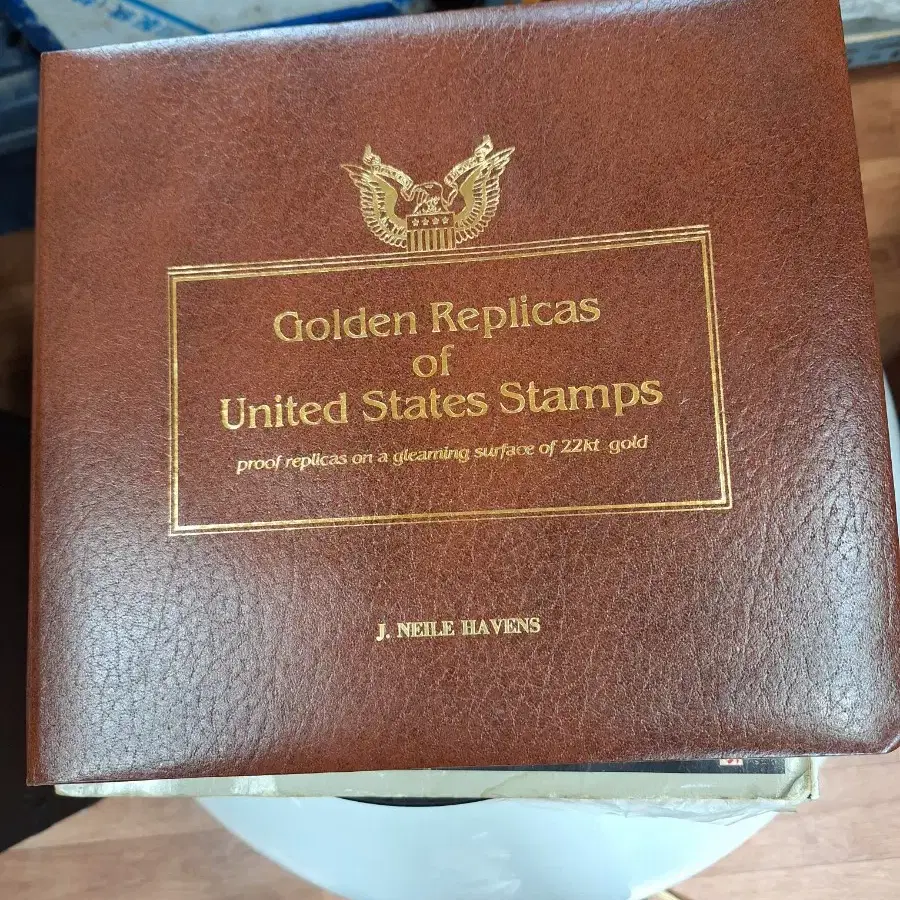 Golden Replicas
of
United States Stamps
proof replicas on a gleaming surface of 22kt gold
J. NEILE HAVENS